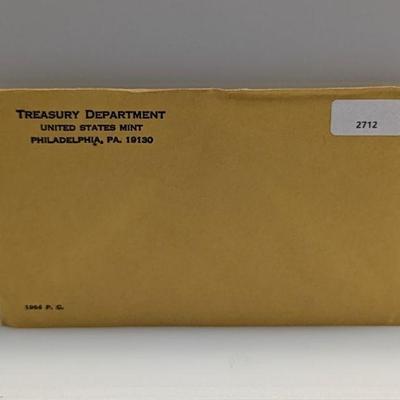 TREASURY DEPARTMENT
UNITED STATES MINT
PHILADELPHIA, PA. 19130
2712
1964 P. C.